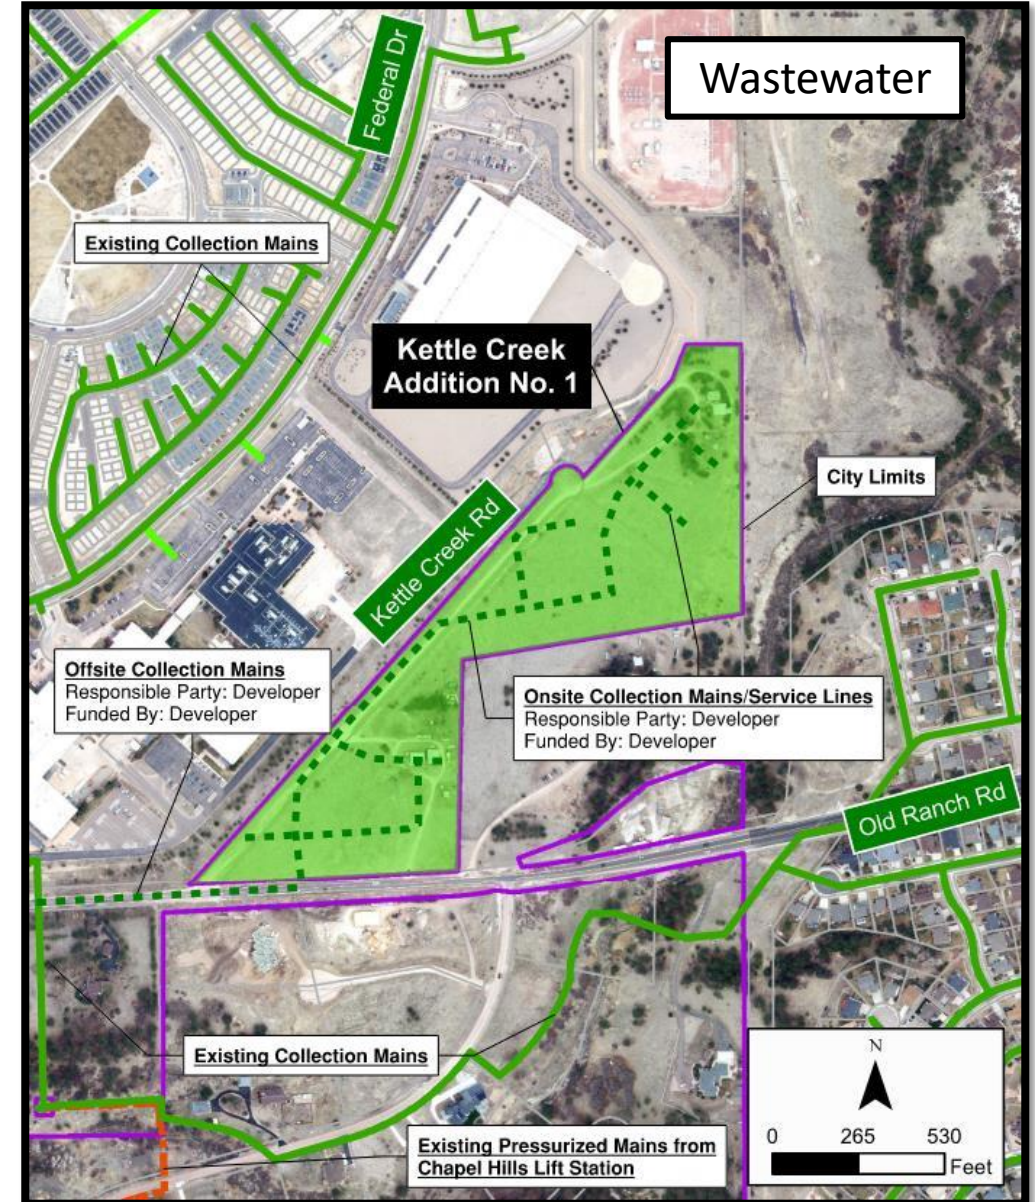 Wastewater
Federal Dr
Existing Collection Mains
Kettle Creek
Addition No. 1
City Limits
Kettle Creek Rd
Offsite Collection Mains
Responsible Party: Developer
Funded By: Developer
Onsite Collection Mains/Service Lines
Responsible Party: Developer
Funded By: Developer
Old Ranch Rd
Existing Collection Mains
Existing Pressurized Mains from
Chapel Hills Lift Station
N
0 265 530
Feet